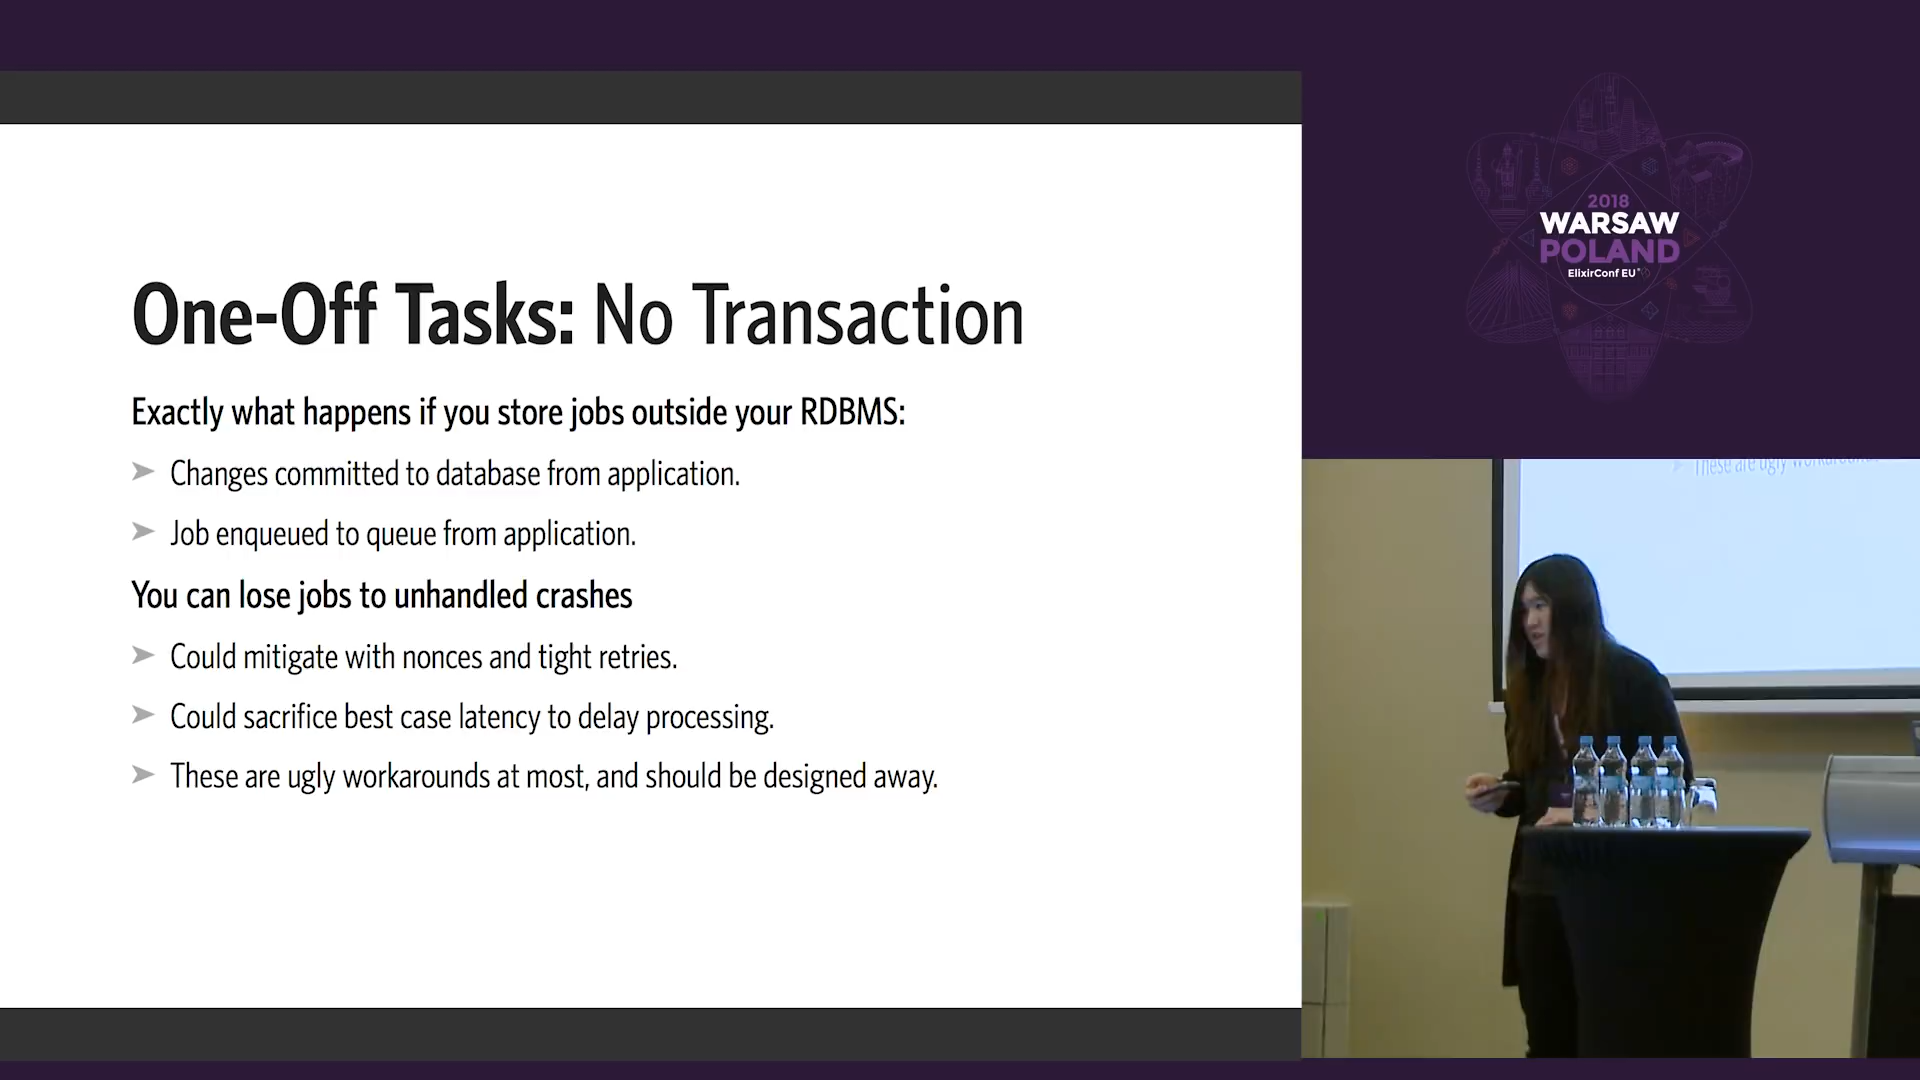 One-Off Tasks: No Transaction
Exactly what happens if you store jobs outside your RDBMS:
➤ Changes committed to database from application.
➤ Job enqueued to queue from application.
You can lose jobs to unhandled crashes
➤ Could mitigate with nonces and tight retries.
➤ Could sacrifice best case latency to delay processing.
➤ These are ugly workarounds at most, and should be designed away.
2018
WARSAW
POLAND
ElixirConf EU
These are ugly